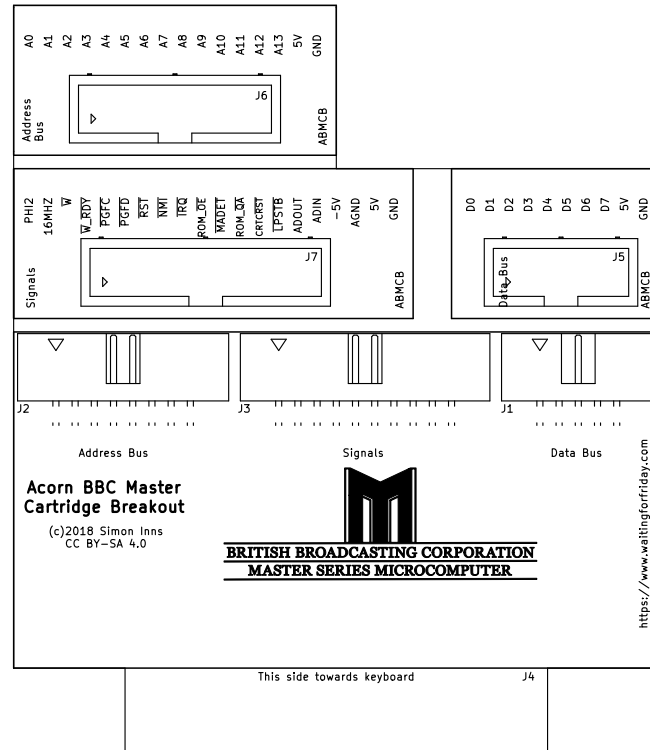 A0 A1 A2 A3 A4 A5 A6 A7 A8 A9 A10 A11 A12 A13 5V GND
Address
Bus
J6
ABMCB
PHI2 16MHZ W W_RDY PGFC PGFD RST NMI IRQ ROM_OE MADET ROM_QA CRTCRST LPSTB ADOUT ADIN -5V AGND 5V GND
Signals
J7
ABMCB
D0 D1 D2 D3 D4 D5 D6 D7 5V GND
Data Bus
J5
ABMCB
J2
J3
J1
Address Bus
Signals
Data Bus
Acorn BBC Master
Cartridge Breakout
(c)2018 Simon Inns
CC BY-SA 4.0
BRITISH BROADCASTING CORPORATION
MASTER SERIES MICROCOMPUTER
https://www.waitingforfriday.com
This side towards keyboard
J4